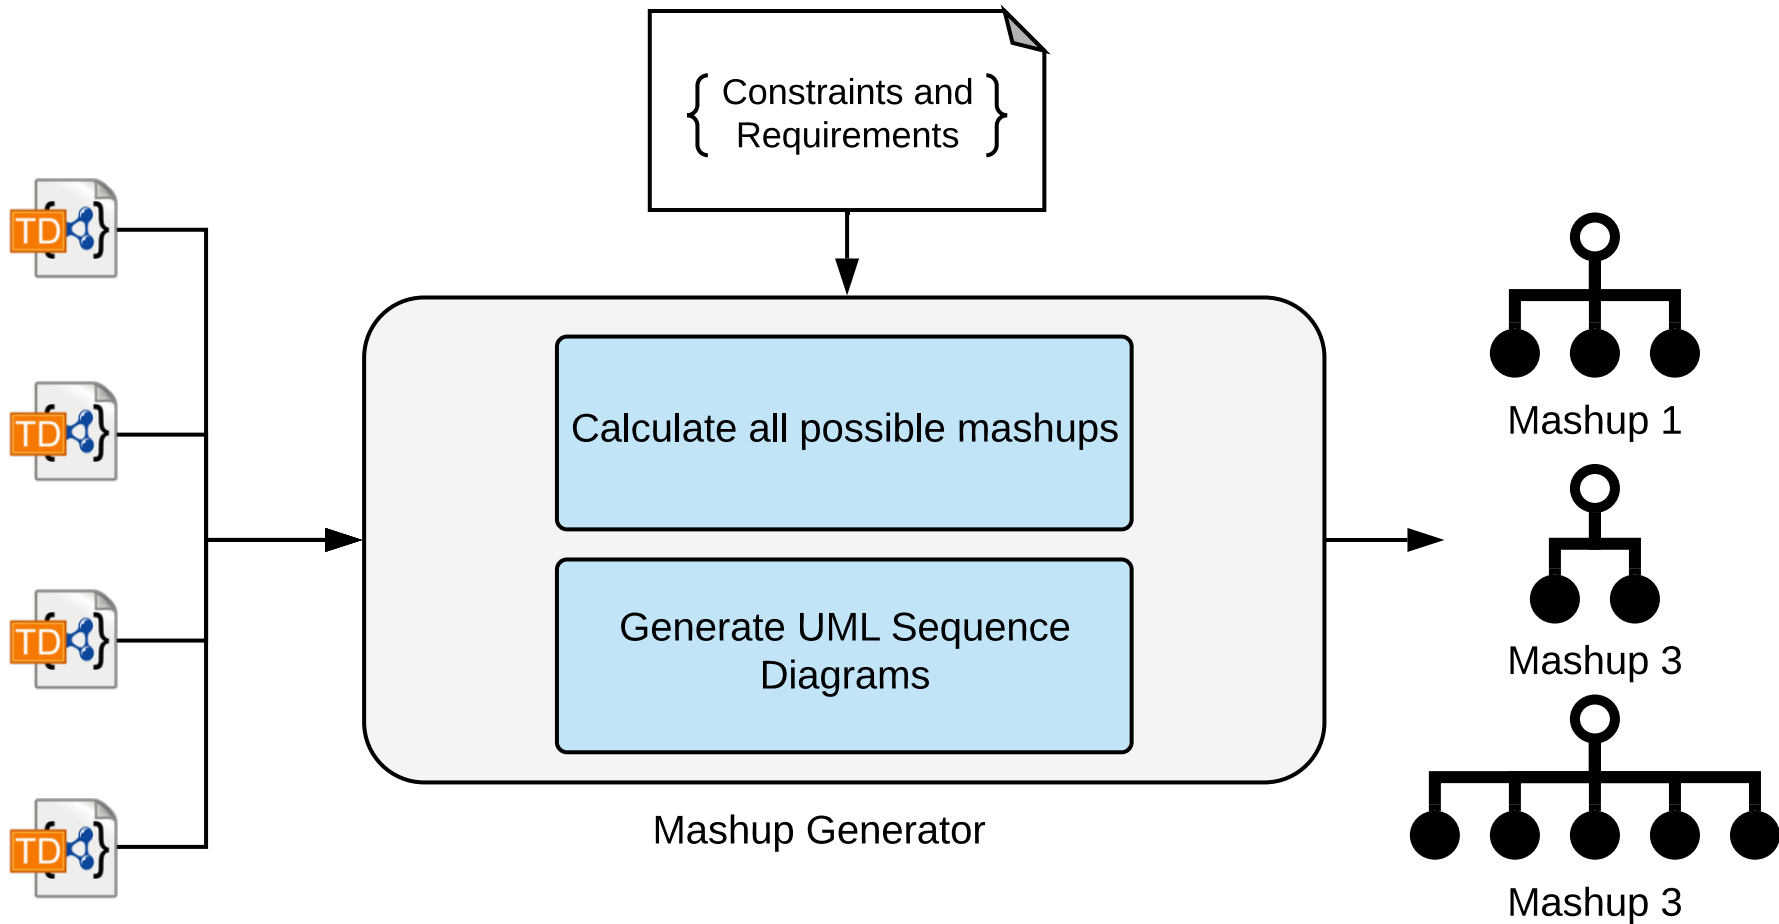 { Constraints and }
Requirements
TD { }
TD { }
TD { }
TD { }
Calculate all possible mashups
Generate UML Sequence
Diagrams
Mashup Generator
Mashup 1
Mashup 3
Mashup 3